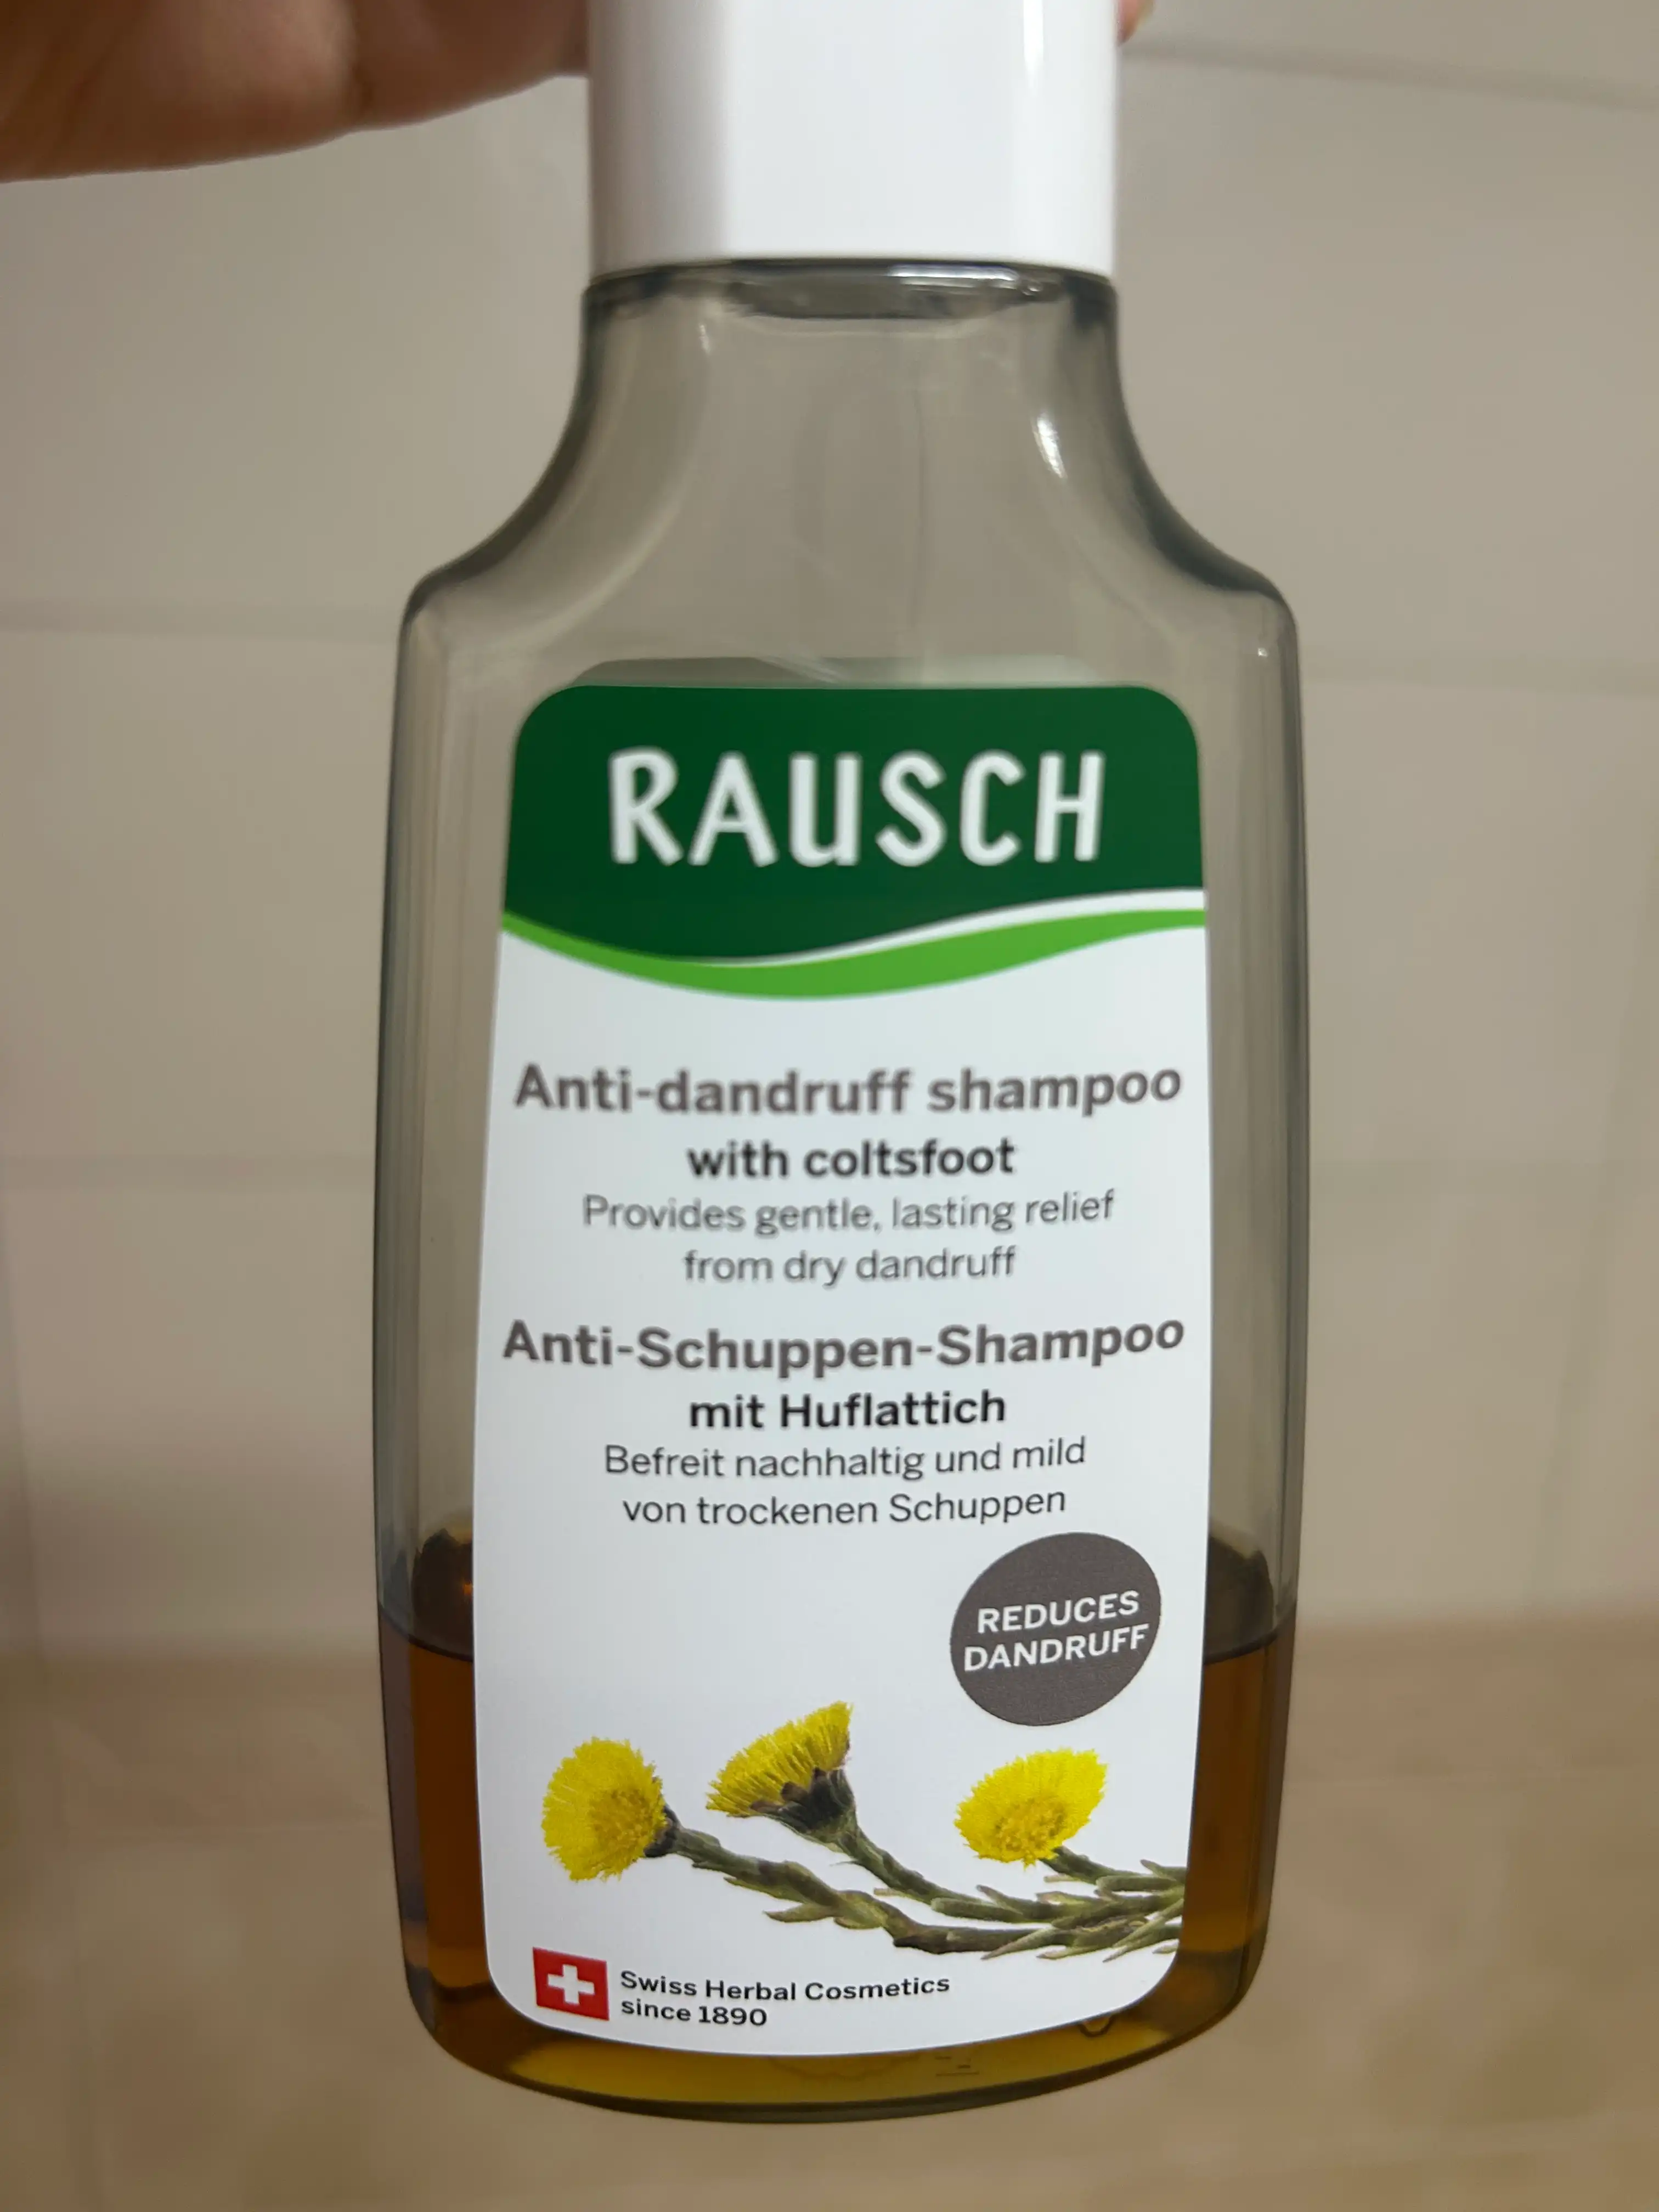 RAUSCH
Anti-dandruff shampoo
with coltsfoot
Provides gentle, lasting relief
from dry dandruff
Anti-Schuppen-Shampoo
mit Huflattich
Befreit nachhaltig und mild
von trockenen Schuppen
REDUCES
DANDRUFF
Swiss Herbal Cosmetics
since 1890